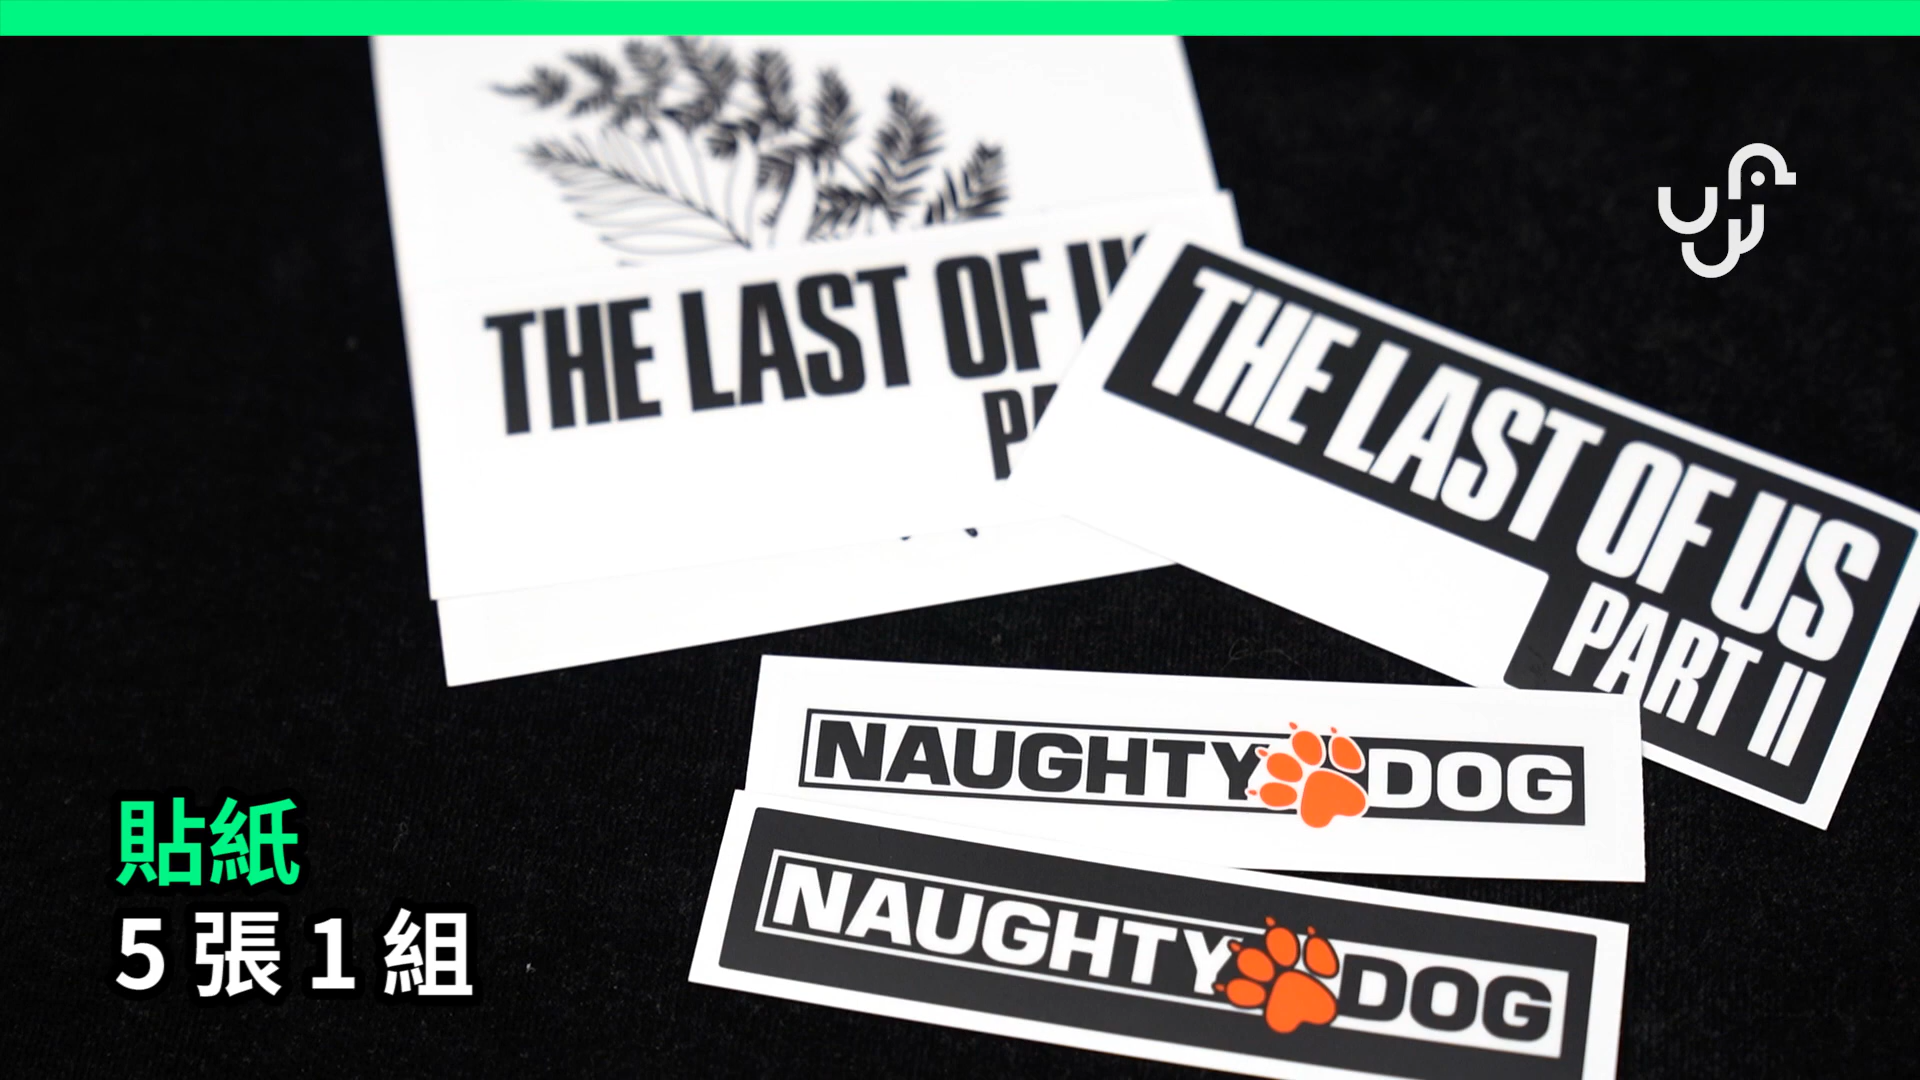 THE LAST OF U
PA
THE LAST OF US
PART II
NAUGHTY DOG
NAUGHTY DOG
貼紙
5 張 1 組